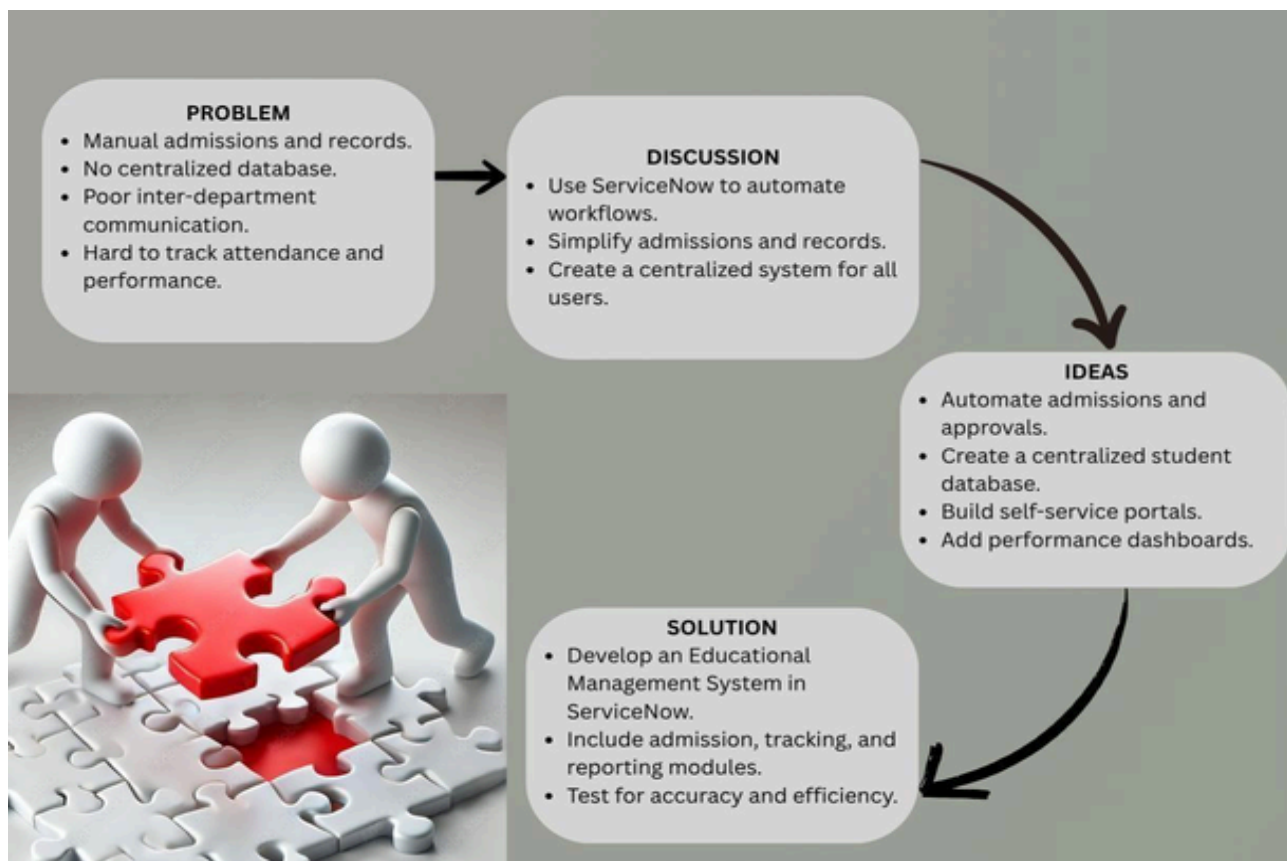 PROBLEM
• Manual admissions and records.
• No centralized database.
• Poor inter-department
communication.
• Hard to track attendance and
performance.
DISCUSSION
• Use ServiceNow to automate
workflows.
• Simplify admissions and records.
• Create a centralized system for all
users.
IDEAS
• Automate admissions and
approvals.
• Create a centralized student
database.
• Build self-service portals.
• Add performance dashboards.
SOLUTION
• Develop an Educational
Management System in
ServiceNow.
• Include admission, tracking, and
reporting modules.
• Test for accuracy and efficiency.